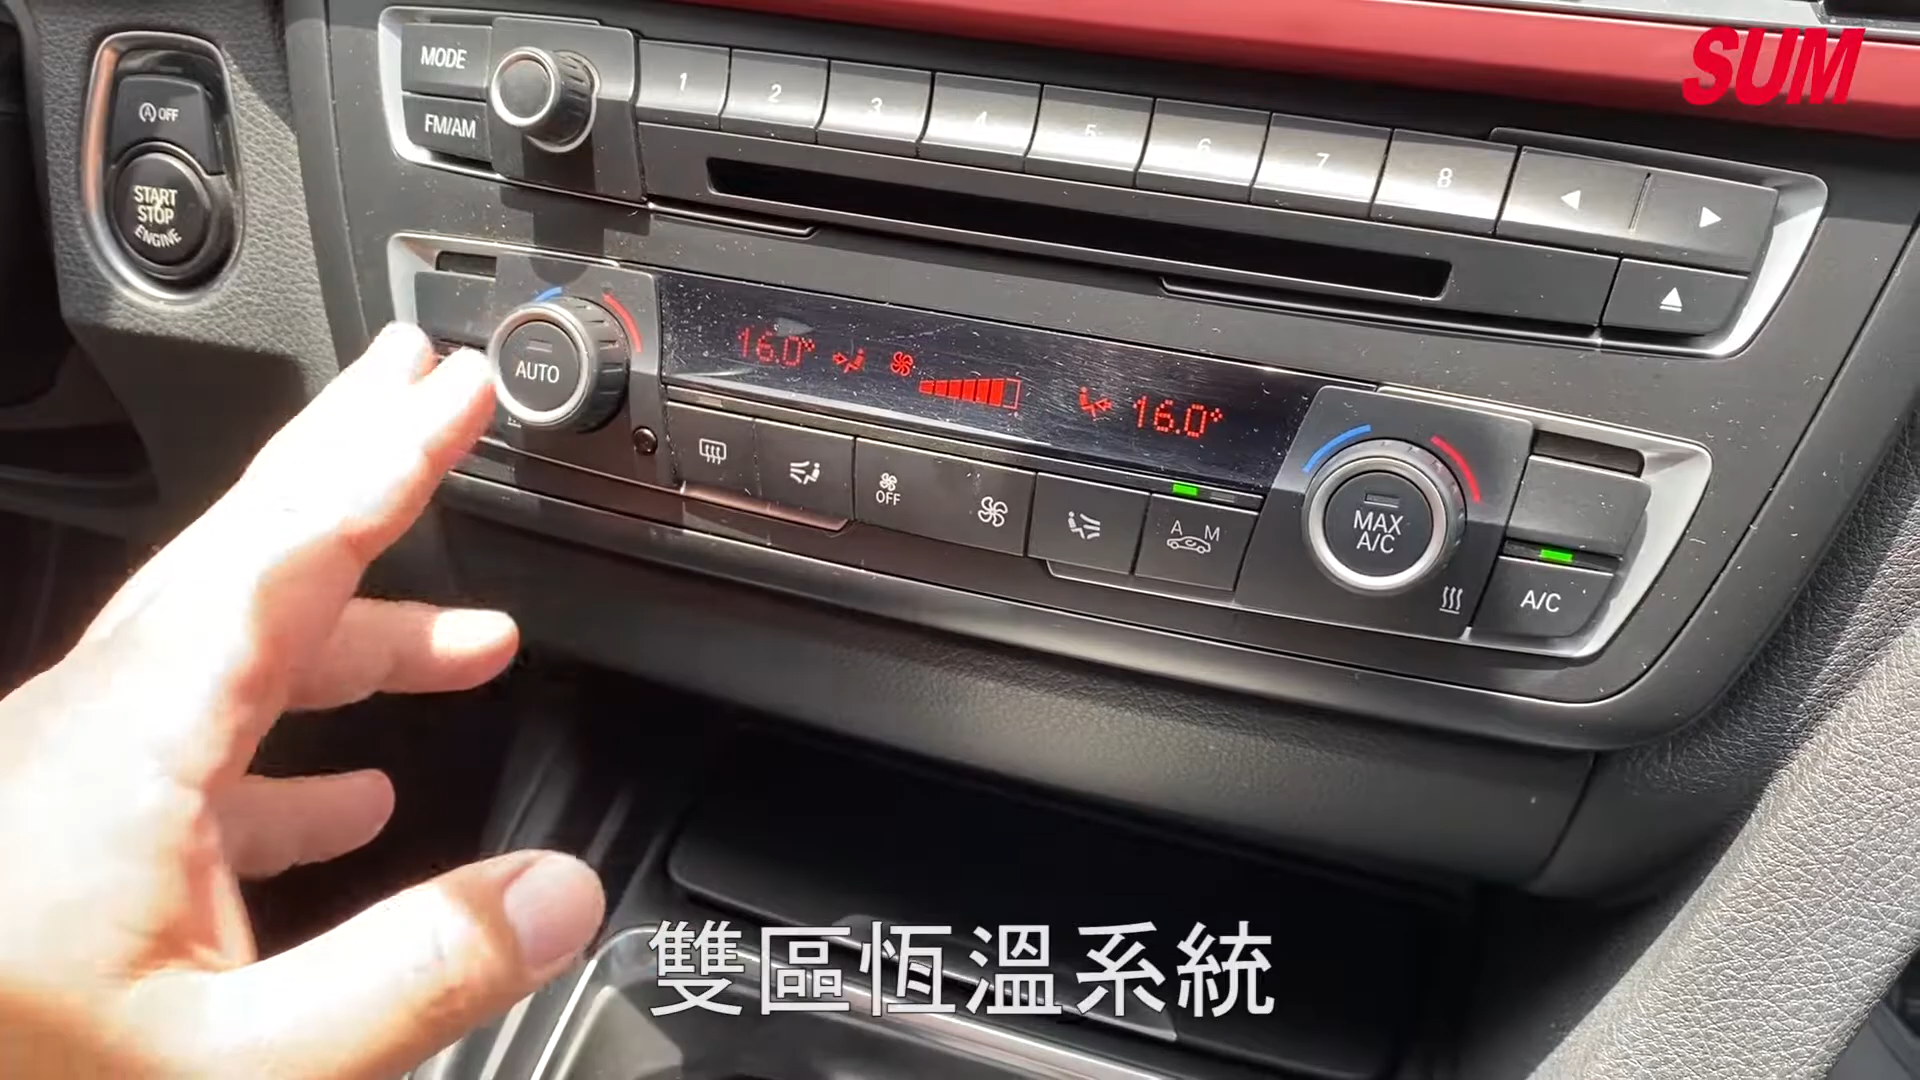 SUM
MODE
1 2 3 4 5 6 7 8
FM/AM
A OFF
START
STOP
ENGINE
AUTO
16.0°
16.0°
OFF
A M
MAX
A/C
A/C
雙區恆溫系統